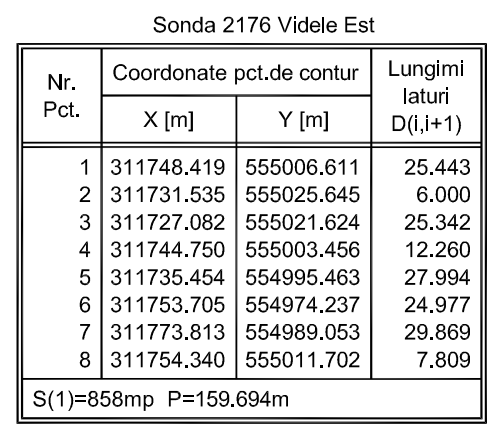 Sonda 2176 Videle Est
Nr. Pct. Coordonate pct.de contur Lungimi laturi D(i,i+1)
X [m] Y [m]
1 311748.419 555006.611 25.443
2 311731.535 555025.645 6.000
3 311727.082 555021.624 25.342
4 311744.750 555003.456 12.260
5 311735.454 554995.463 27.994
6 311753.705 554974.237 24.977
7 311773.813 554989.053 29.869
8 311754.340 555011.702 7.809
S(1)=858mp P=159.694m